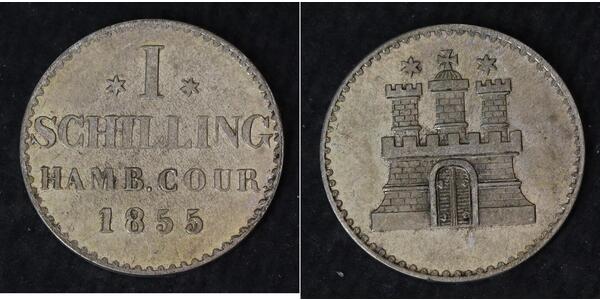 I
SCHILLING
HAMB. COUR
1855